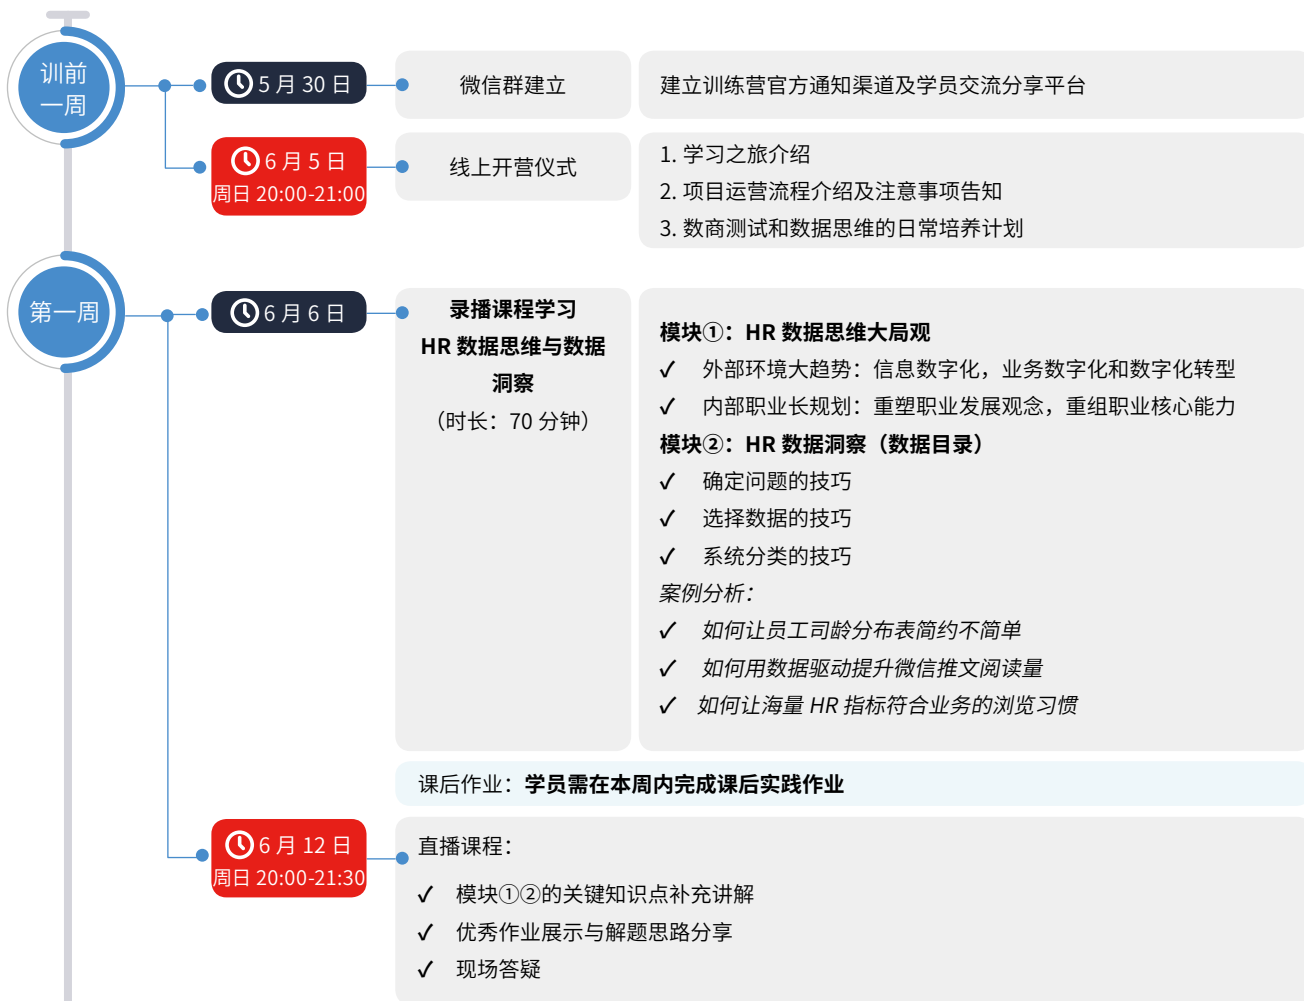 训前
一周
5 月 30 日
微信群建立
建立训练营官方通知渠道及学员交流分享平台
6 月 5 日
周日 20:00-21:00
线上开营仪式
1. 学习之旅介绍
2. 项目运营流程介绍及注意事项告知
3. 数商测试和数据思维的日常培养计划
第一周
6 月 6 日
录播课程学习
HR 数据思维与数据
洞察
（时长：70 分钟）
模块①：HR 数据思维大局观
✓ 外部环境大趋势：信息数字化，业务数字化和数字化转型
✓ 内部职业长规划：重塑职业发展观念，重组职业核心能力
模块②：HR 数据洞察（数据目录）
✓ 确定问题的技巧
✓ 选择数据的技巧
✓ 系统分类的技巧
案例分析：
✓ 如何让员工司龄分布表简约不简单
✓ 如何用数据驱动提升微信推文阅读量
✓ 如何让海量 HR 指标符合业务的浏览习惯
课后作业：学员需在本周内完成课后实践作业
6 月 12 日
周日 20:00-21:30
直播课程：
✓ 模块①②的关键知识点补充讲解
✓ 优秀作业展示与解题思路分享
✓ 现场答疑